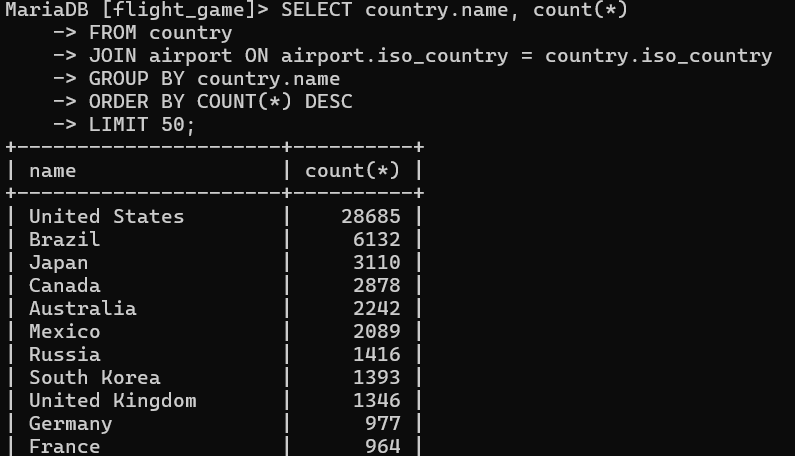 MariaDB [flight_game]> SELECT country.name, count(*)
    -> FROM country
    -> JOIN airport ON airport.iso_country = country.iso_country
    -> GROUP BY country.name
    -> ORDER BY COUNT(*) DESC
    -> LIMIT 50;
+----------------------+----------+
| name                 | count(*) |
+----------------------+----------+
| United States        |    28685 |
| Brazil               |     6132 |
| Japan                |     3110 |
| Canada               |     2878 |
| Australia            |     2242 |
| Mexico               |     2089 |
| Russia               |     1416 |
| South Korea          |     1393 |
| United Kingdom       |     1346 |
| Germany              |      977 |
| France               |      964 |